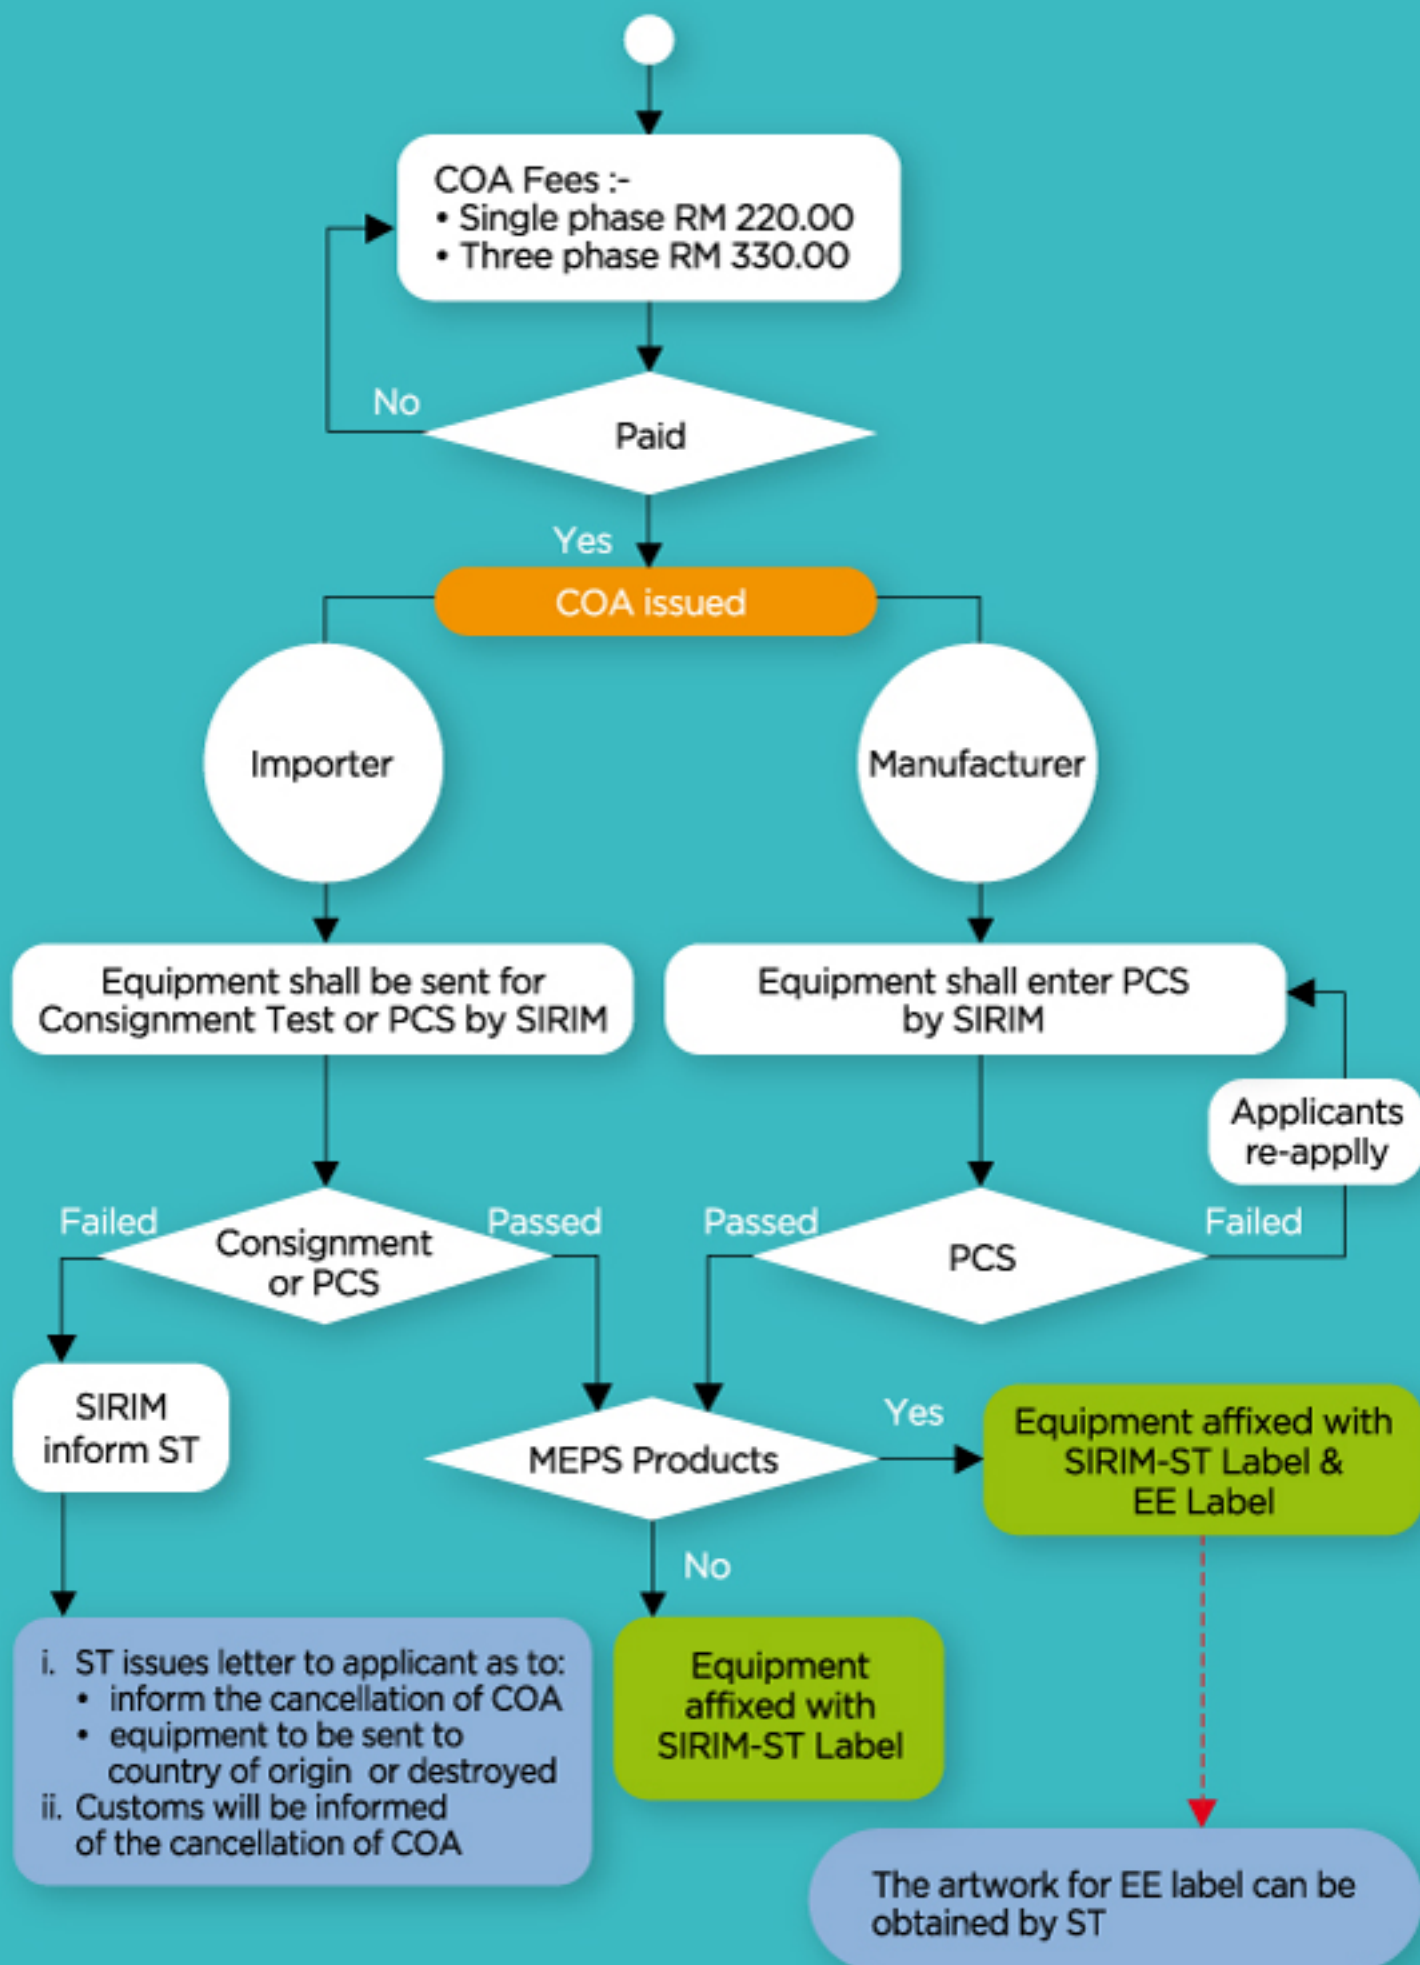 COA Fees :-
• Single phase RM 220.00
• Three phase RM 330.00
No
Paid
Yes
COA issued
Importer
Manufacturer
Equipment shall be sent for
Consignment Test or PCS by SIRIM
Equipment shall enter PCS
by SIRIM
Applicants
re-applly
Failed
Consignment
or PCS
Passed
Passed
PCS
Failed
SIRIM
inform ST
MEPS Products
Yes
Equipment affixed with
SIRIM-ST Label &
EE Label
No
i. ST issues letter to applicant as to:
• inform the cancellation of COA
• equipment to be sent to
country of origin or destroyed
ii. Customs will be informed
of the cancellation of COA
Equipment
affixed with
SIRIM-ST Label
The artwork for EE label can be
obtained by ST